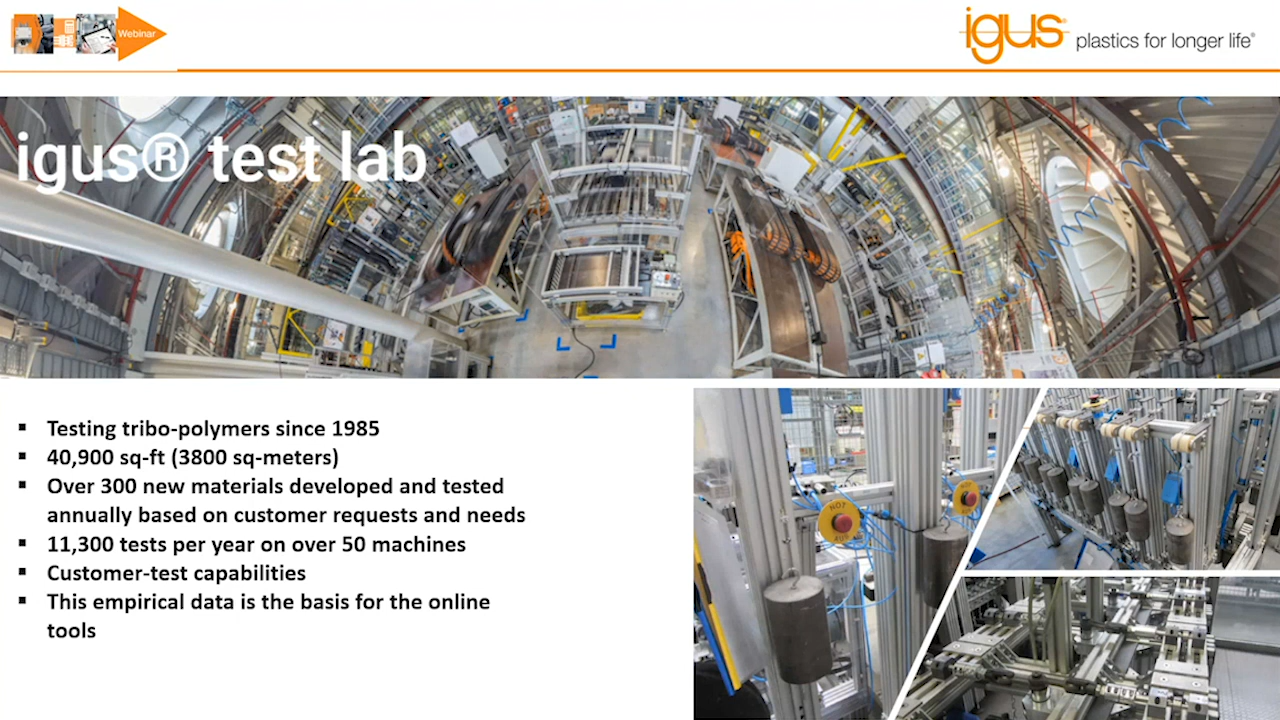 Webinar
igus® plastics for longer life®
igus® test lab
▪ Testing tribo-polymers since 1985
▪ 40,900 sq-ft (3800 sq-meters)
▪ Over 300 new materials developed and tested
annually based on customer requests and needs
▪ 11,300 tests per year on over 50 machines
▪ Customer-test capabilities
▪ This empirical data is the basis for the online
tools
NOT
AUS